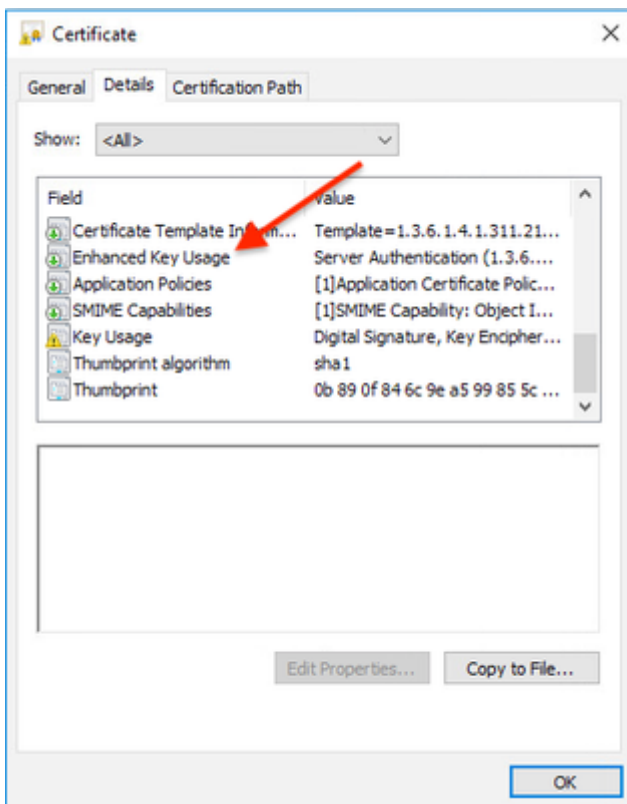 Certificate
General Details Certification Path
Show: <All>
Field Value
Certificate Template Inform... Template=1.3.6.1.4.1.311.21...
Enhanced Key Usage Server Authentication (1.3.6....
Application Policies [1]Application Certificate Polic...
SMIME Capabilities [1]SMIME Capability: Object I...
Key Usage Digital Signature, Key Encipher...
Thumbprint algorithm sha1
Thumbprint 0b 89 0f 84 6c 9e a5 99 85 5c ...
Edit Properties... Copy to File...
OK